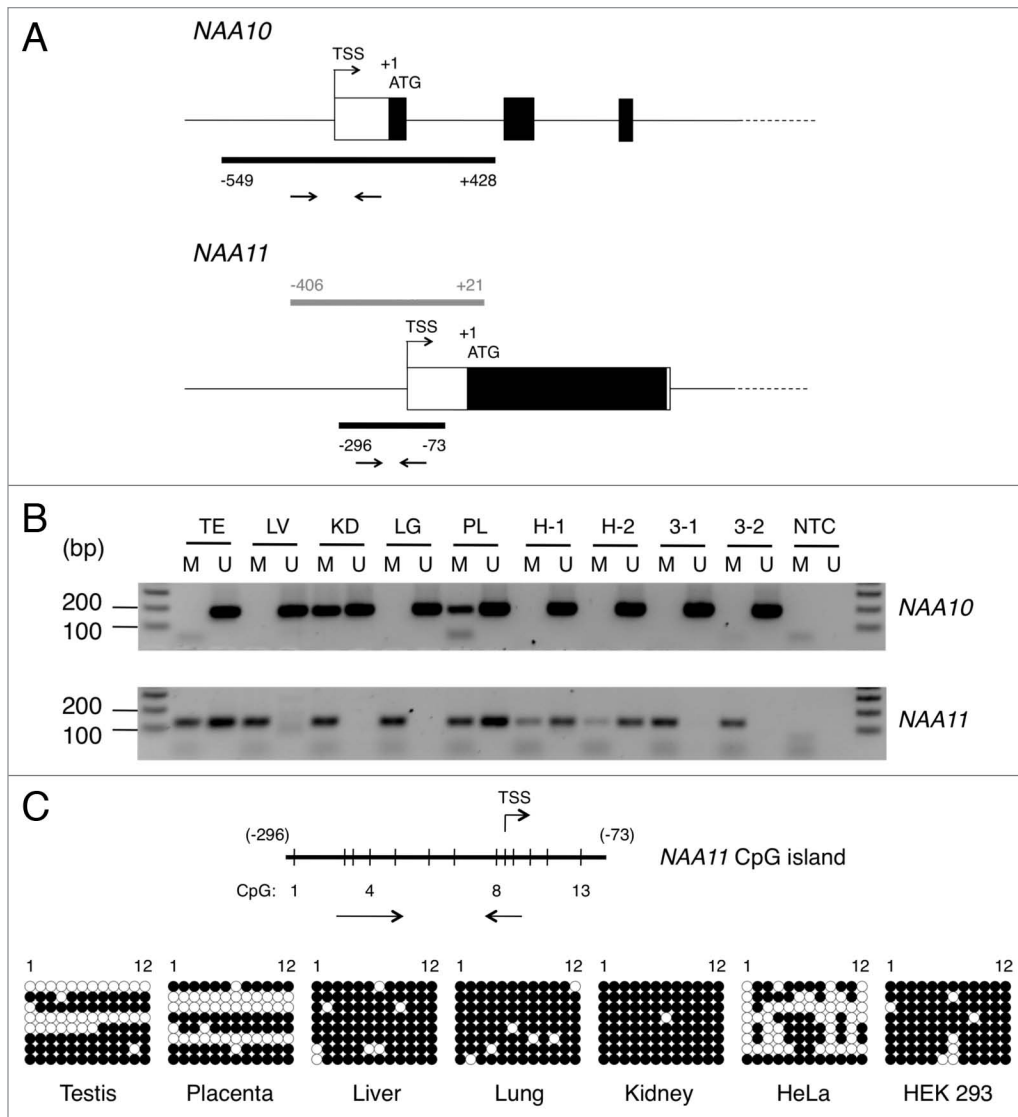 A
NAA10
TSS
+1
ATG
-549 +428
NAA11
-406 +21
TSS
+1
ATG
-296 -73
B
TE LV KD LG PL H-1 H-2 3-1 3-2 NTC
(bp) M U M U M U M U M U M U M U M U M U M U
200
100
NAA10
200
100
NAA11
C
TSS
(-296) (-73)
NAA11 CpG island
CpG: 1 4 8 13
1 12 1 12 1 12 1 12 1 12 1 12 1 12
Testis Placenta Liver Lung Kidney HeLa HEK 293